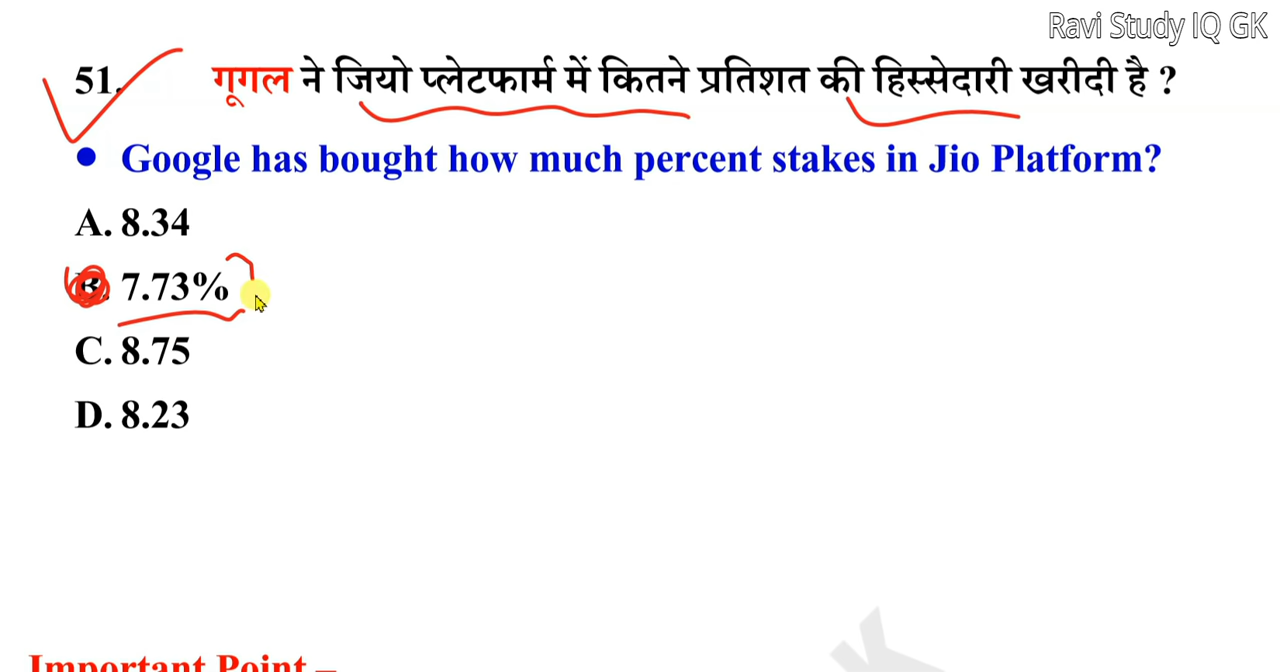 Ravi Study IQ GK
51. गूगल ने जियो प्लेटफार्म में कितने प्रतिशत की हिस्सेदारी खरीदी है ?
• Google has bought how much percent stakes in Jio Platform?
A. 8.34
B. 7.73%
C. 8.75
D. 8.23
K
Important Point –